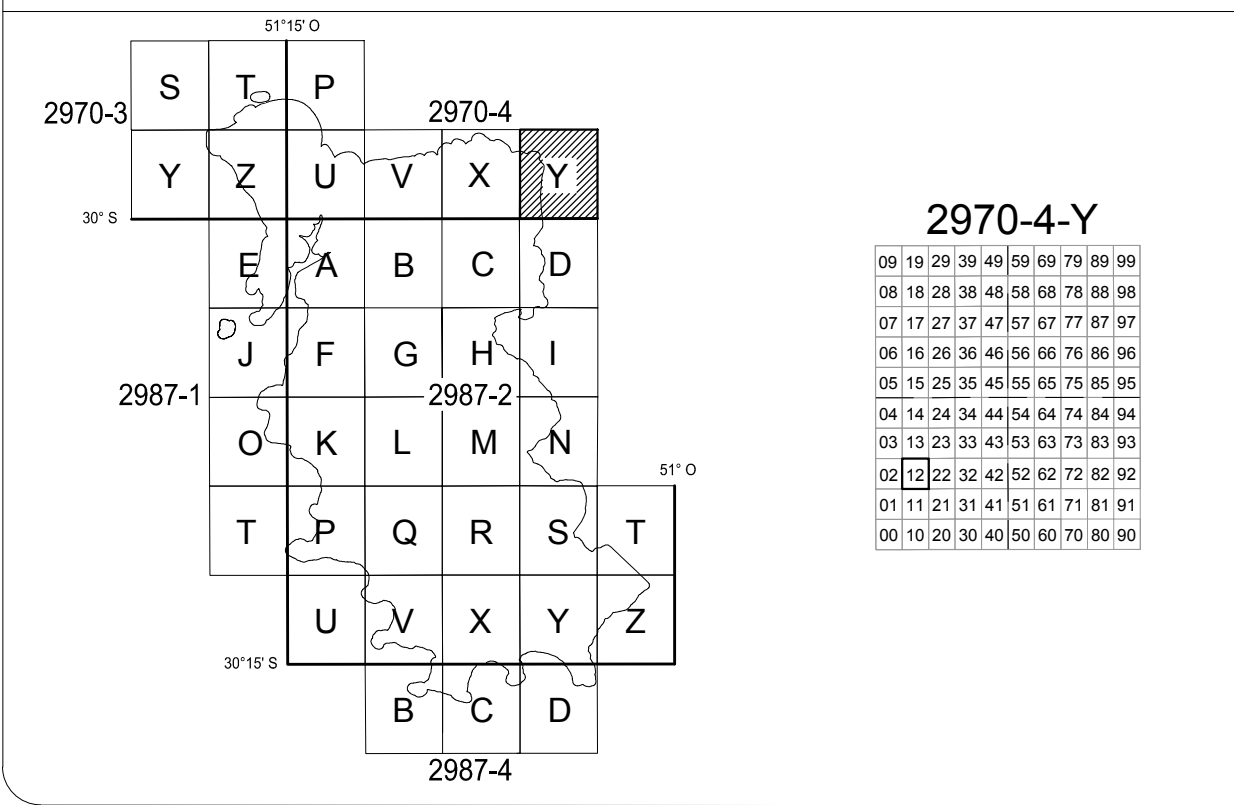 51°15' O
S T P
2970-3
2970-4
Y Z U V X Y
30° S
E A B C D
J F G H I
2987-1
2987-2
O K L M N
51° O
T P Q R S T
U V X Y Z
30°15' S
B C D
2987-4
2970-4-Y
09 19 29 39 49 59 69 79 89 99
08 18 28 38 48 58 68 78 88 98
07 17 27 37 47 57 67 77 87 97
06 16 26 36 46 56 66 76 86 96
05 15 25 35 45 55 65 75 85 95
04 14 24 34 44 54 64 74 84 94
03 13 23 33 43 53 63 73 83 93
02 12 22 32 42 52 62 72 82 92
01 11 21 31 41 51 61 71 81 91
00 10 20 30 40 50 60 70 80 90